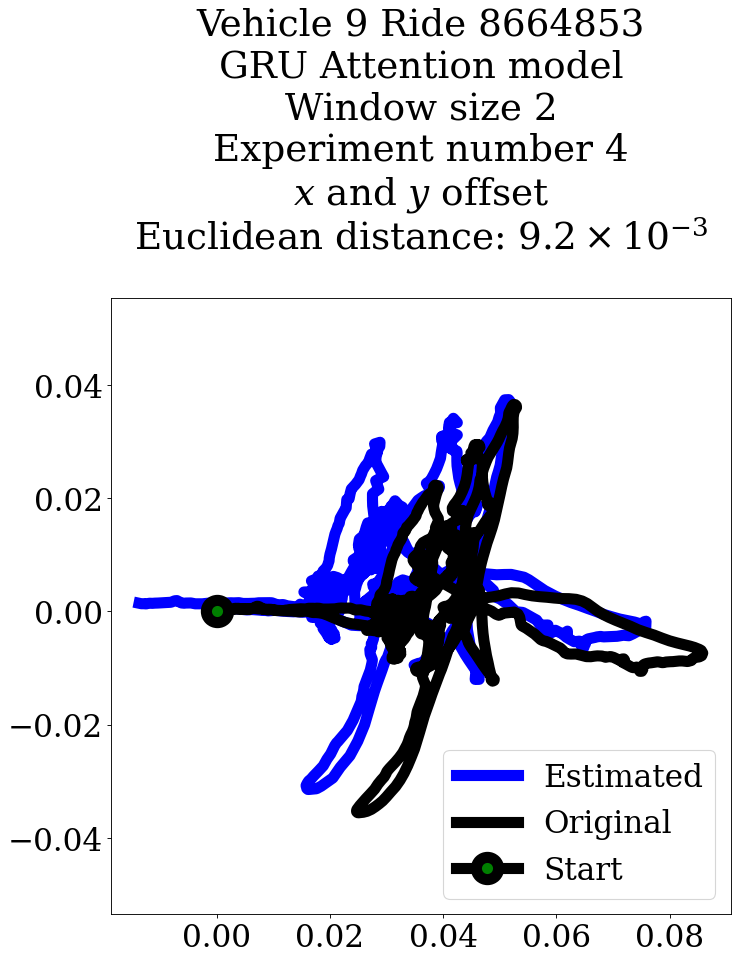 Vehicle 9 Ride 8664853
GRU Attention model
Window size 2
Experiment number 4
x and y offset
Euclidean distance: 9.2 × 10⁻³
0.04
0.02
0.00
−0.02
−0.04
0.00 0.02 0.04 0.06 0.08
Estimated
Original
Start